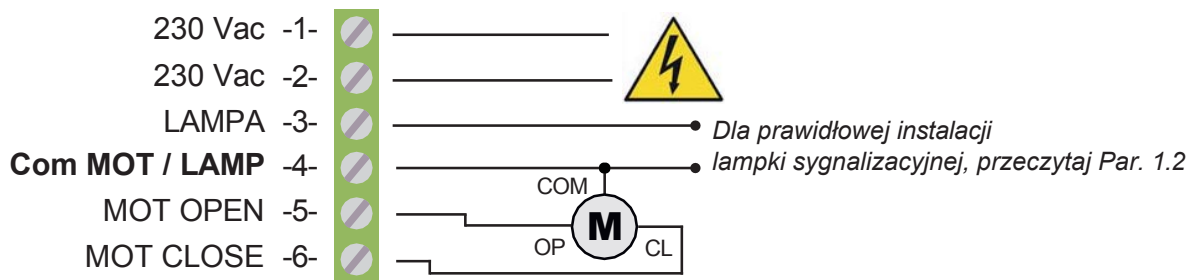 230 Vac -1-
230 Vac -2-
LAMPA -3-
Dla prawidłowej instalacji
Com MOT / LAMP -4-
lampki sygnalizacyjnej, przeczytaj Par. 1.2
COM
MOT OPEN -5-
M
OP
CL
MOT CLOSE -6-